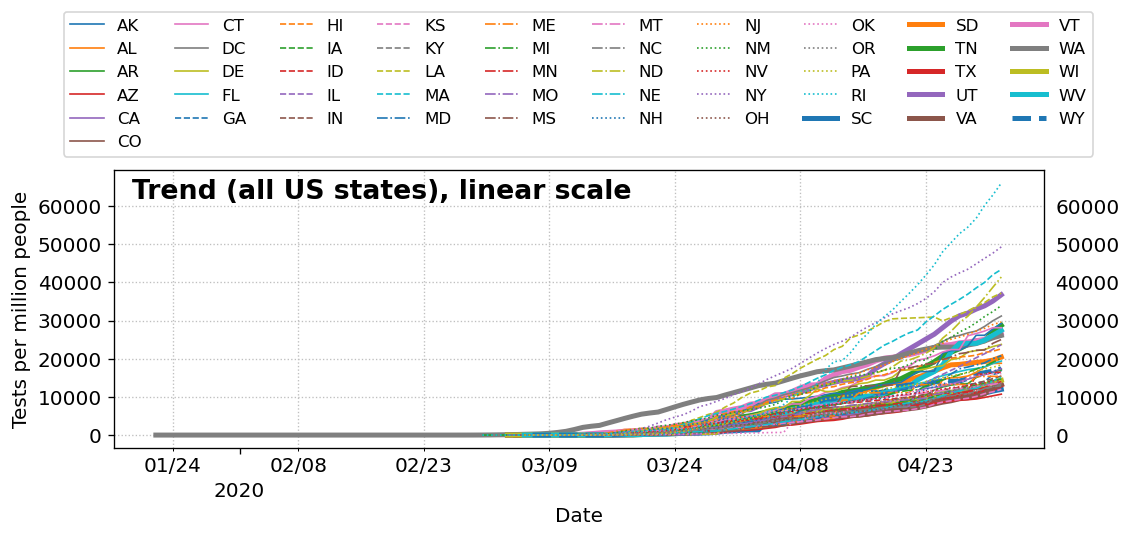 AK CT HI KS ME MT NJ OK SD VT
AL DC IA KY MI NC NM OR TN WA
AR DE ID LA MN ND NV PA TX WI
AZ FL IL MA MO NE NY RI UT WV
CA GA IN MD MS NH OH SC VA WY
CO
Trend (all US states), linear scale
Tests per million people
60000 60000
50000 50000
40000 40000
30000 30000
20000 20000
10000 10000
0 0
01/24 02/08 02/23 03/09 03/24 04/08 04/23
2020
Date